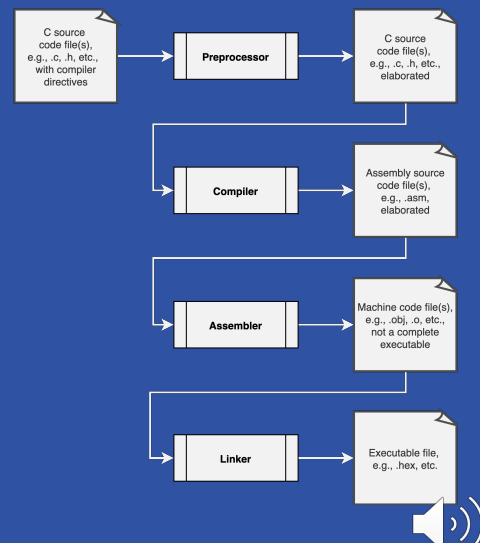 C source
code file(s),
e.g., .c, .h, etc.,
with compiler
directives
Preprocessor
C source
code file(s),
e.g., .c, .h, etc.,
elaborated
Compiler
Assembly source
code file(s),
e.g., .asm,
elaborated
Assembler
Machine code file(s),
e.g., .obj, .o, etc.,
not a complete
executable
Linker
Executable file,
e.g., .hex, etc.